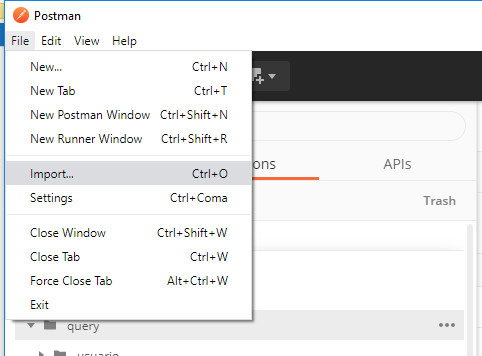 Postman
File Edit View Help
New... Ctrl+N
New Tab Ctrl+T
New Postman Window Ctrl+Shift+N
New Runner Window Ctrl+Shift+R
Import... Ctrl+O
ons APIs
Settings Ctrl+Coma
Trash
Close Window Ctrl+Shift+W
Close Tab Ctrl+W
Force Close Tab Alt+Ctrl+W
Exit
query
usuario